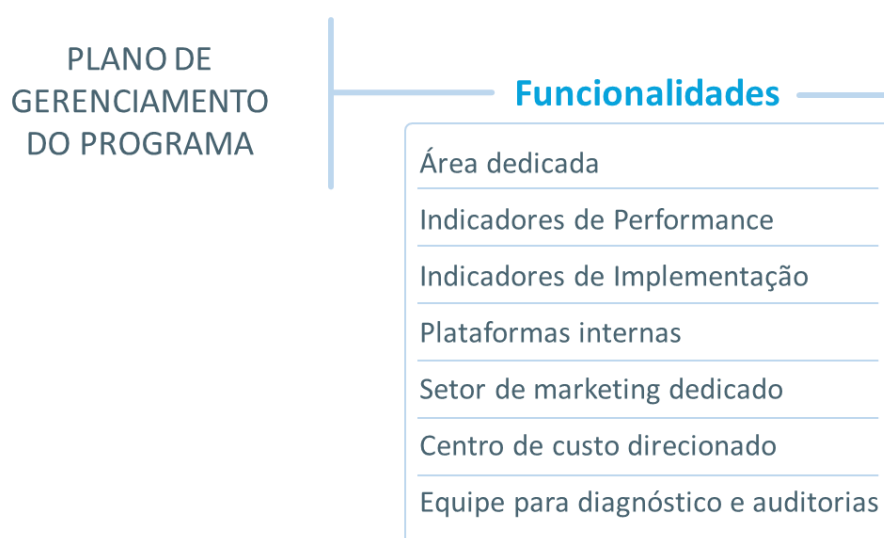 PLANO DE
GERENCIAMENTO
DO PROGRAMA
Funcionalidades
Área dedicada
Indicadores de Performance
Indicadores de Implementação
Plataformas internas
Setor de marketing dedicado
Centro de custo direcionado
Equipe para diagnóstico e auditorias